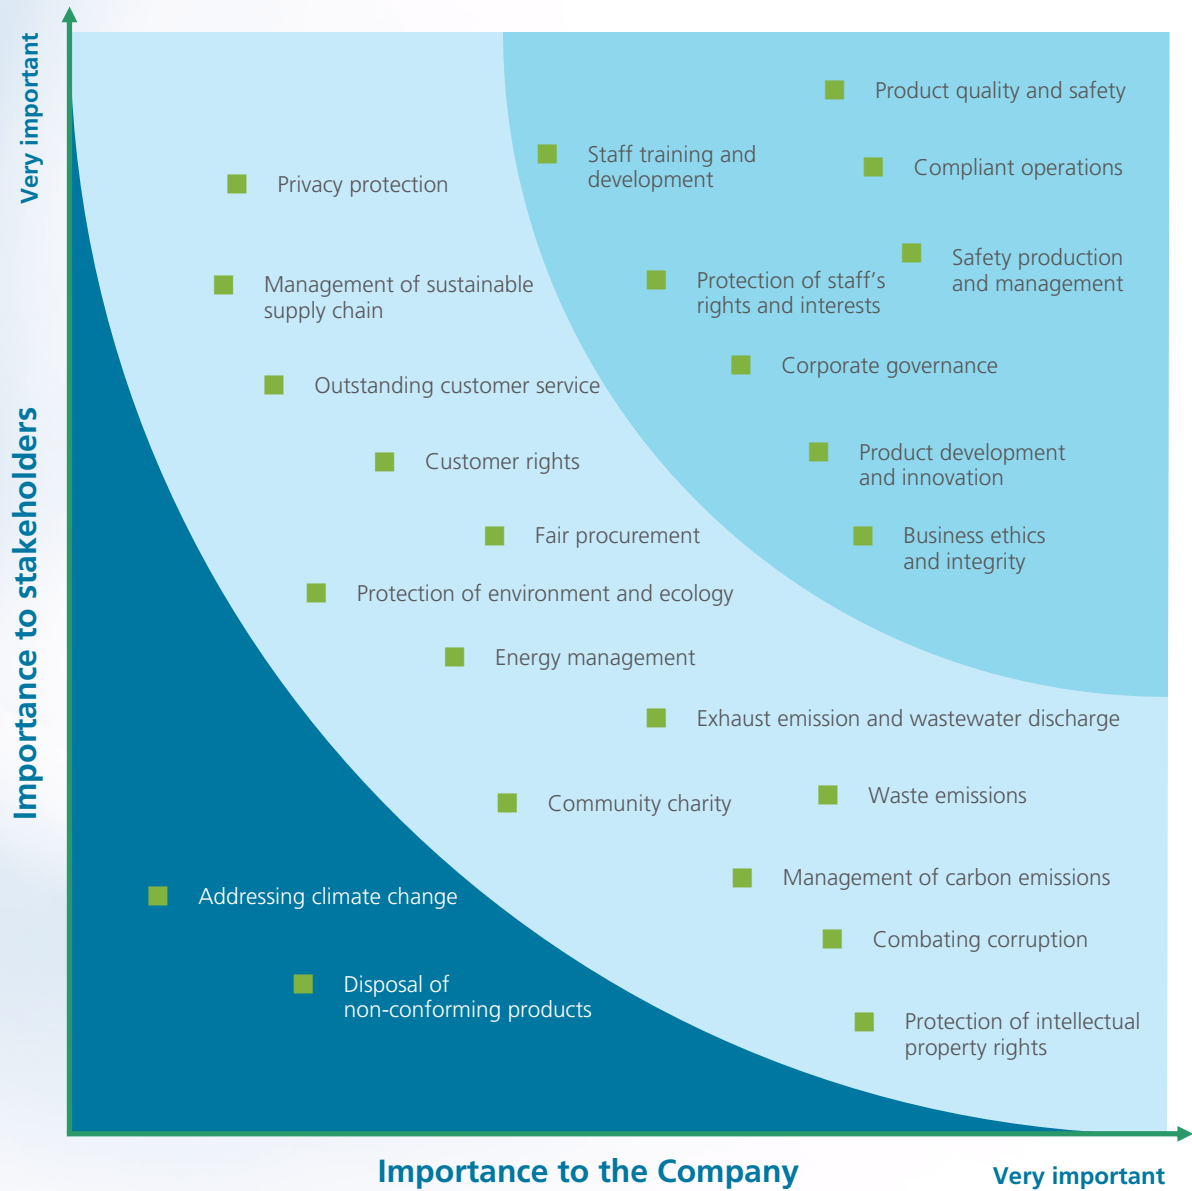 Very important
Importance to stakeholders
Product quality and safety
Staff training and
development
Compliant operations
Privacy protection
Safety production
and management
Protection of staff’s
rights and interests
Management of sustainable
supply chain
Corporate governance
Outstanding customer service
Product development
and innovation
Customer rights
Fair procurement
Business ethics
and integrity
Protection of environment and ecology
Energy management
Exhaust emission and wastewater discharge
Community charity
Waste emissions
Management of carbon emissions
Addressing climate change
Combating corruption
Disposal of
non-conforming products
Protection of intellectual
property rights
Importance to the Company
Very important